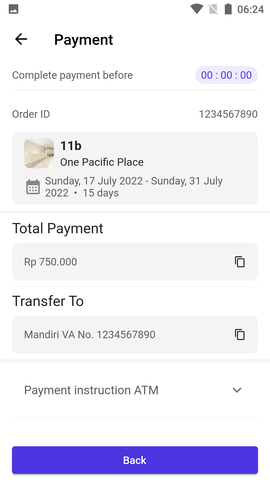 06:24
Payment
Complete payment before
00 : 00 : 00
Order ID
1234567890
11b
One Pacific Place
Sunday, 17 July 2022 - Sunday, 31 July
2022 • 15 days
Total Payment
Rp 750.000
Transfer To
Mandiri VA No. 1234567890
Payment instruction ATM
Back